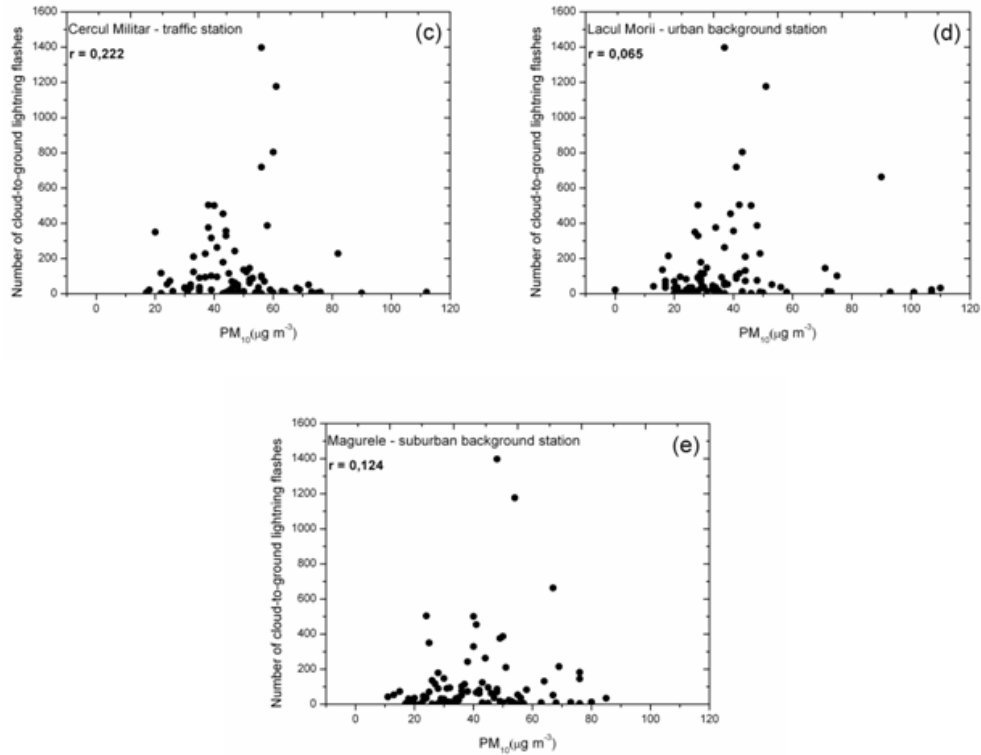 Cercul Militar - traffic station
(c)
r = 0,222
Number of cloud-to-ground lightning flashes
1600
1400
1200
1000
800
600
400
200
0
0 20 40 60 80 100 120
PM10(μg m-3)
Lacul Morii - urban background station
(d)
r = 0,065
Number of cloud-to-ground lightning flashes
1600
1400
1200
1000
800
600
400
200
0
0 20 40 60 80 100 120
PM10(μg m-3)
Magurele - suburban background station
(e)
r = 0,124
Number of cloud-to-ground lightning flashes
1600
1400
1200
1000
800
600
400
200
0
0 20 40 60 80 100 120
PM10(μg m-3)